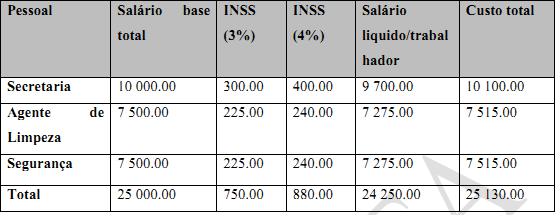 Pessoal Salário base total INSS (3%) INSS (4%) Salário liquido/trabalhador Custo total
Secretaria 10 000.00 300.00 400.00 9 700.00 10 100.00
Agente de Limpeza 7 500.00 225.00 240.00 7 275.00 7 515.00
Segurança 7 500.00 225.00 240.00 7 275.00 7 515.00
Total 25 000.00 750.00 880.00 24 250.00 25 130.00